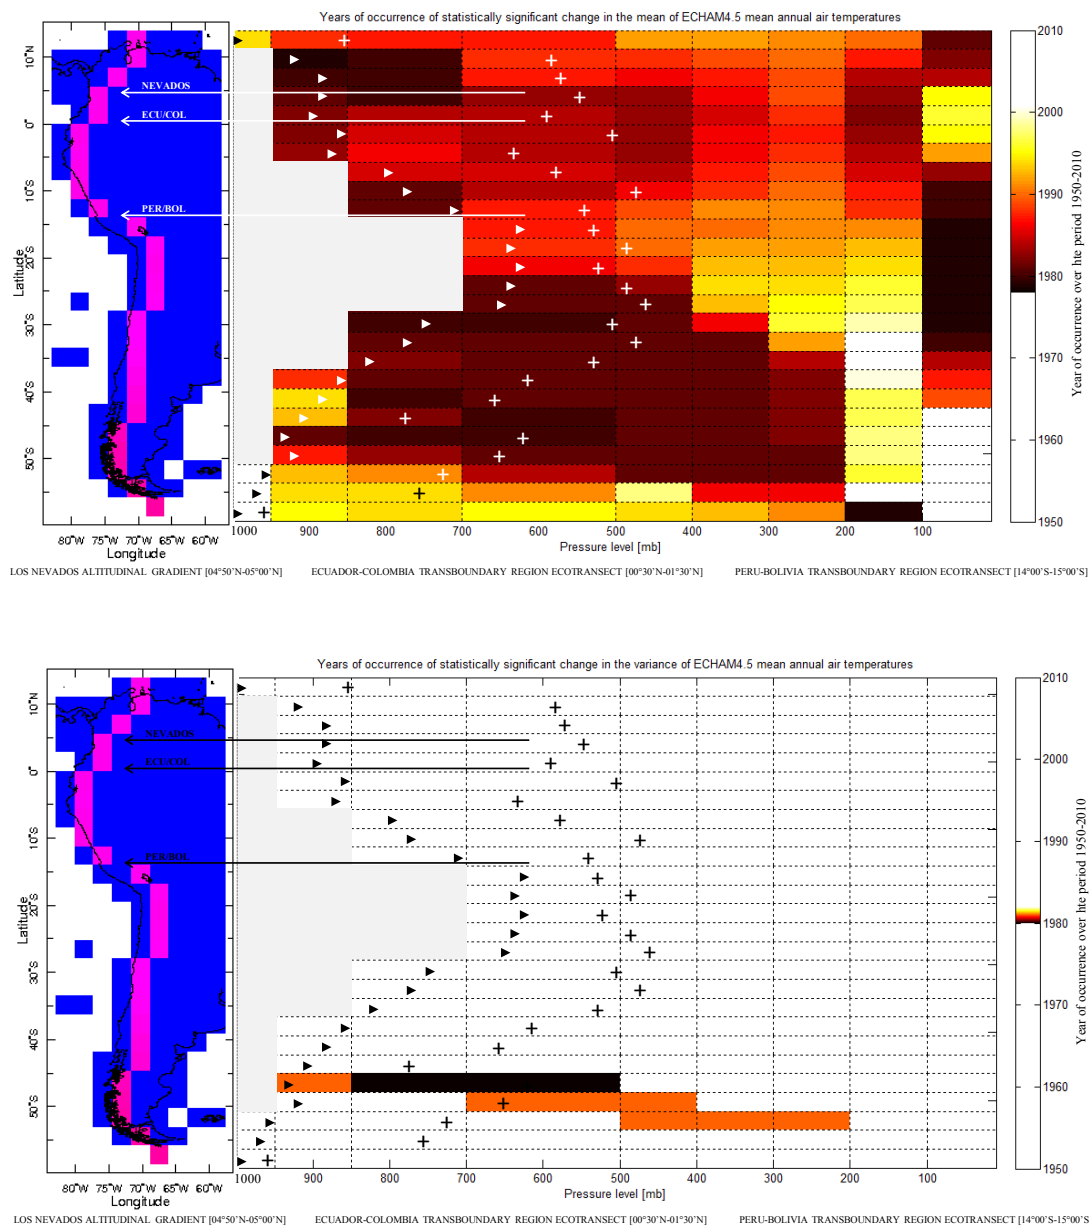 Years of occurrence of statistically significant change in the mean of ECHAM4.5 mean annual air temperatures
10°N
0°
10°S
20°S
30°S
40°S
50°S
Latitude
NEVADOS
ECU/COL
PER/BOL
2010
2000
1990
1980
1970
1960
1950
Year of occurrence over hte period 1950-2010
80°W 75°W 70°W 65°W 60°W
Longitude
1000 900 800 700 600 500 400 300 200 100
Pressure level [mb]
LOS NEVADOS ALTITUDINAL GRADIENT [04°50`N-05°00`N] ECUADOR-COLOMBIA TRANSBOUNDARY REGION ECOTRANSECT [00°30`N-01°30`N] PERU-BOLIVIA TRANSBOUNDARY REGION ECOTRANSECT [14°00`S-15°00`S]
Years of occurrence of statistically significant change in the variance of ECHAM4.5 mean annual air temperatures
10°N
0°
10°S
20°S
30°S
40°S
50°S
Latitude
NEVADOS
ECU/COL
PER/BOL
2010
2000
1990
1980
1970
1960
1950
Year of occurrence over hte period 1950-2010
80°W 75°W 70°W 65°W 60°W
Longitude
1000 900 800 700 600 500 400 300 200 100
Pressure level [mb]
LOS NEVADOS ALTITUDINAL GRADIENT [04°50`N-05°00`N] ECUADOR-COLOMBIA TRANSBOUNDARY REGION ECOTRANSECT [00°30`N-01°30`N] PERU-BOLIVIA TRANSBOUNDARY REGION ECOTRANSECT [14°00`S-15°00`S